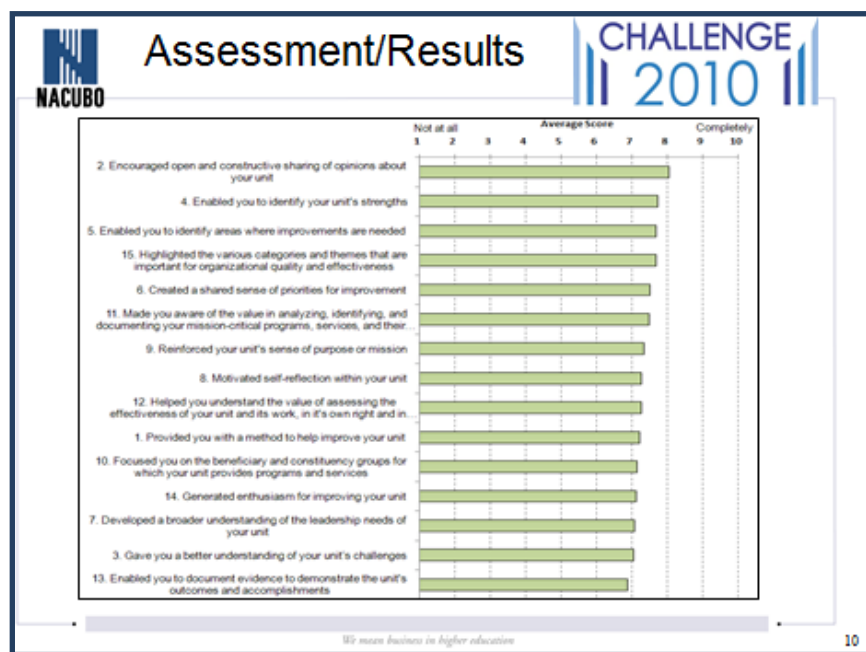 Assessment/Results
NACUBO
CHALLENGE
2010
Not at all
Average Score
Completely
1 2 3 4 5 6 7 8 9 10
2. Encouraged open and constructive sharing of opinions about
your unit
4. Enabled you to identify your unit's strengths
5. Enabled you to identify areas where improvements are needed
15. Highlighted the various categories and themes that are
important for organizational quality and effectiveness
6. Created a shared sense of priorities for improvement
11. Made you aware of the value in analyzing, identifying, and
documenting your mission-critical programs, services, and their...
9. Reinforced your unit's sense of purpose or mission
8. Motivated self-reflection within your unit
12. Helped you understand the value of assessing the
effectiveness of your unit and its work, in it's own right and in...
1. Provided you with a method to help improve your unit
10. Focused you on the beneficiary and constituency groups for
which your unit provides programs and services
14. Generated enthusiasm for improving your unit
7. Developed a broader understanding of the leadership needs of
your unit
3. Gave you a better understanding of your unit's challenges
13. Enabled you to document evidence to demonstrate the unit's
outcomes and accomplishments
We mean business in higher education
10